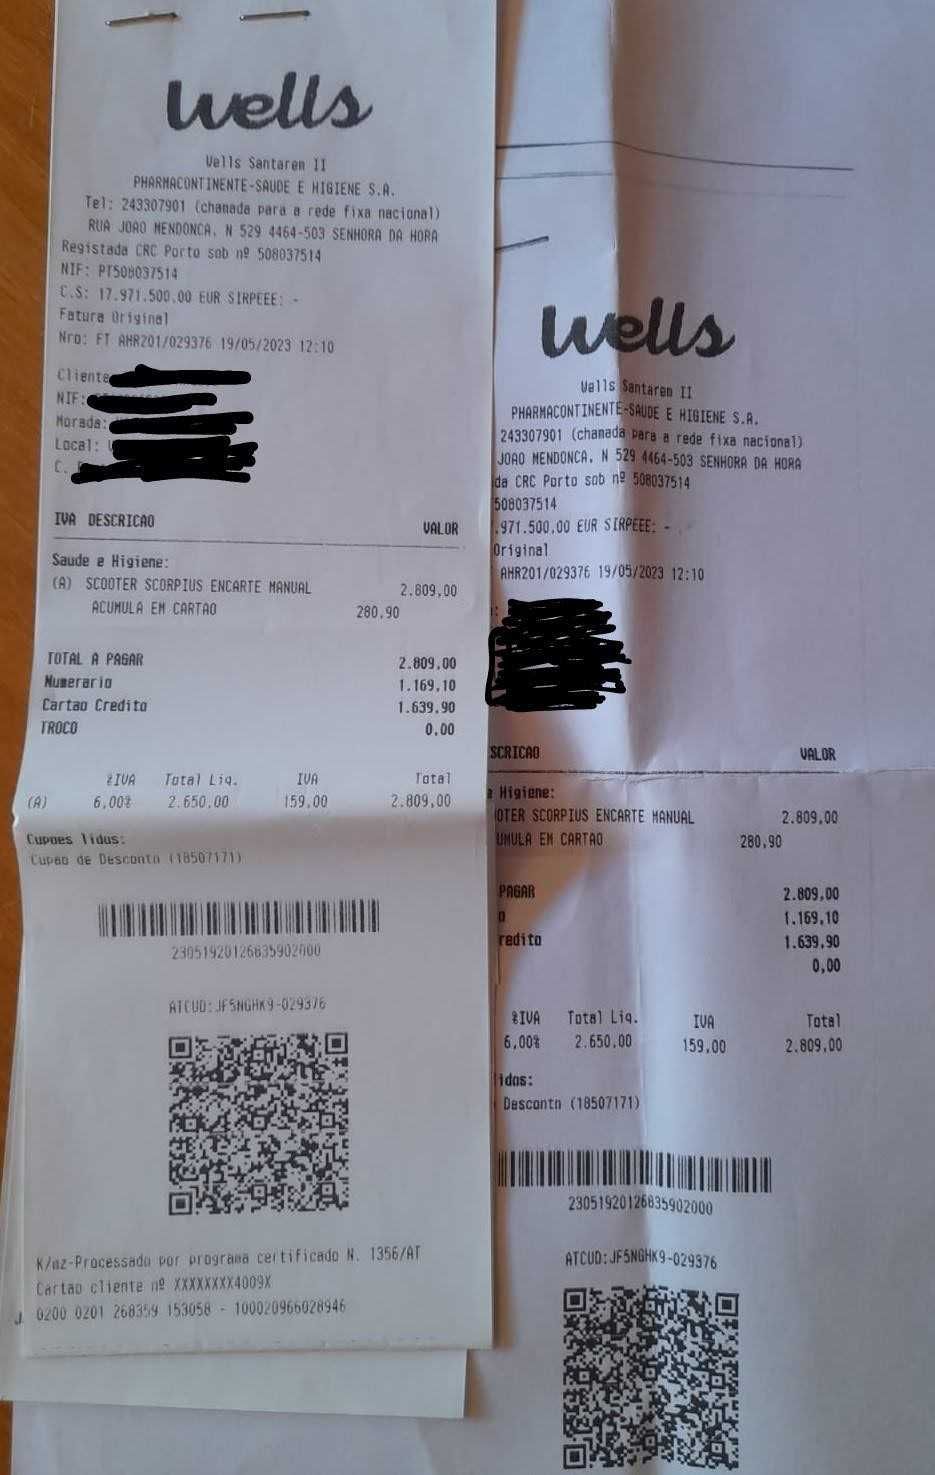 wells
Wells Santarem II
PHARMACONTINENTE-SAUDE E HIGIENE S.A.
Tel: 243307901 (chamada para a rede fixa nacional)
RUA JOAO MENDONCA, N 529 4464-503 SENHORA DA HORA
Registada CRC Porto sob nº 508037514
NIF: PT508037514
C.S: 17.971.500,00 EUR SIRPEEE: -
Fatura Original
Nro: FT AHR201/029376 19/05/2023 12:10
Cliente
NIF:
Morada:
Local:
C.
IVA DESCRICAO VALOR
Saude e Higiene:
(A) SCOOTER SCORPIUS ENCARTE MANUAL 2.809,00
ACUMULA EM CARTAO 280,90
TOTAL A PAGAR 2.809,00
Numerario 1.169,10
Cartao Credito 1.639,90
TROCO 0,00
%IVA Total Liq. IVA Total
(A) 6,00% 2.650,00 159,00 2.809,00
Cupoes lidos:
Cupao de Desconto (18507171)
23051920126835902000
ATCUD:JF5NGHK9-029376
K/mz-Processado por programa certificado N. 1356/AT
Cartao cliente nº XXXXXXXX4009X
0200 0201 268359 153058 - 100020966028946
wells
Wells Santarem II
PHARMACONTINENTE-SAUDE E HIGIENE S.A.
243307901 (chamada para a rede fixa nacional)
JOAO MENDONCA, N 529 4464-503 SENHORA DA HORA
da CRC Porto sob nº 508037514
508037514
.971.500,00 EUR SIRPEEE: -
Original
AHR201/029376 19/05/2023 12:10
SCRICAO VALOR
e Higiene:
OTER SCORPIUS ENCARTE MANUAL 2.809,00
UMULA EM CARTAO 280,90
PAGAR 2.809,00
o 1.169,10
redito 1.639,90
0,00
%IVA Total Liq. IVA Total
6,00% 2.650,00 159,00 2.809,00
idos:
Desconto (18507171)
23051920126835902000
ATCUD:JF5NGHK9-029376